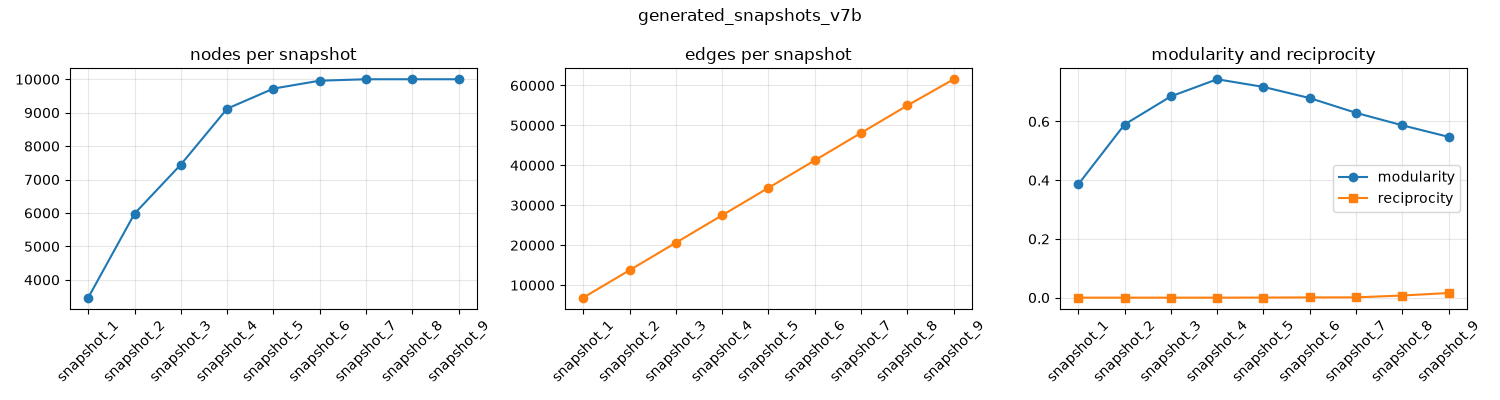 generated_snapshots_v7b
nodes per snapshot
10000
9000
8000
7000
6000
5000
4000
snapshot_1
snapshot_2
snapshot_3
snapshot_4
snapshot_5
snapshot_6
snapshot_7
snapshot_8
snapshot_9
edges per snapshot
60000
50000
40000
30000
20000
10000
snapshot_1
snapshot_2
snapshot_3
snapshot_4
snapshot_5
snapshot_6
snapshot_7
snapshot_8
snapshot_9
modularity and reciprocity
0.6
0.4
0.2
0.0
modularity
reciprocity
snapshot_1
snapshot_2
snapshot_3
snapshot_4
snapshot_5
snapshot_6
snapshot_7
snapshot_8
snapshot_9